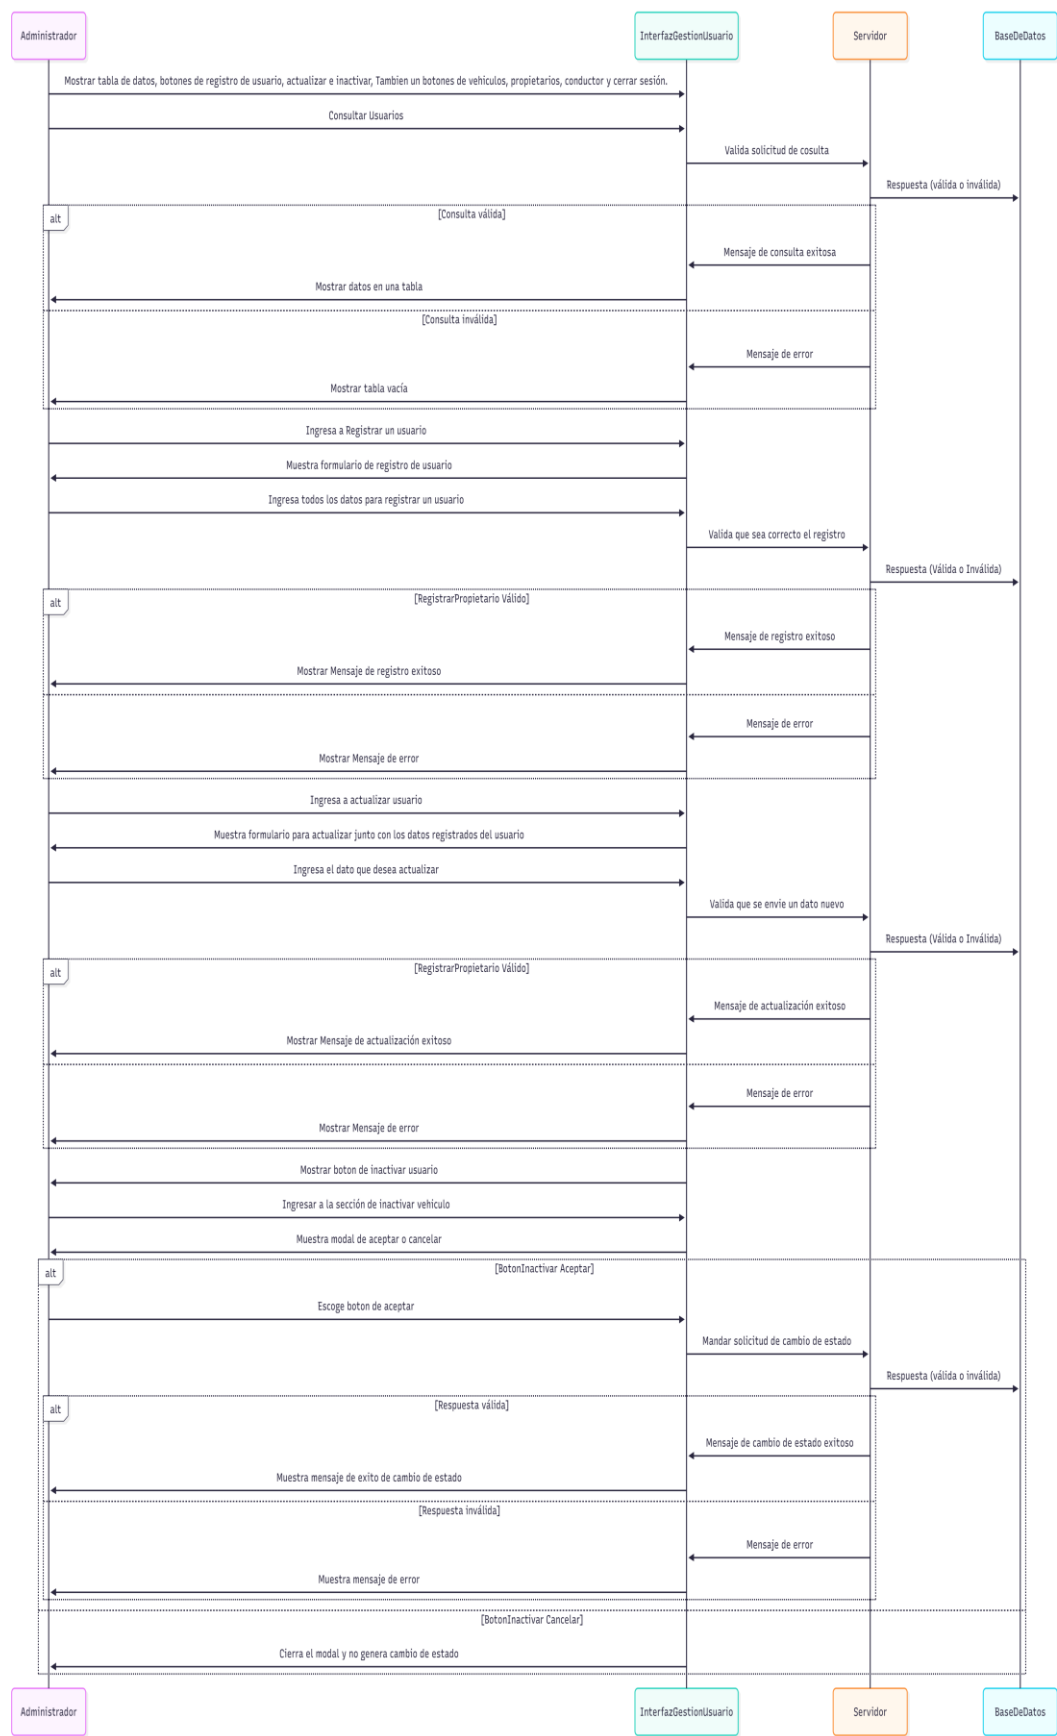 Administrador
InterfazGestionUsuario
Servidor
BaseDeDatos
Mostrar tabla de datos, botones de registro de usuario, actualizar e inactivar, Tambien un botones de vehiculos, propietarios, conductor y cerrar sesión.
Consultar Usuarios
Valida solicitud de cosulta
Respuesta (válida o inválida)
alt
[Consulta válida]
Mensaje de consulta exitosa
Mostrar datos en una tabla
[Consulta inválida]
Mensaje de error
Mostrar tabla vacía
Ingresa a Registrar un usuario
Muestra formulario de registro de usuario
Ingresa todos los datos para registrar un usuario
Valida que sea correcto el registro
Respuesta (Válida o Inválida)
alt
[RegistrarPropietario Válido]
Mensaje de registro exitoso
Mostrar Mensaje de registro exitoso
Mensaje de error
Mostrar Mensaje de error
Ingresa a actualizar usuario
Muestra formulario para actualizar junto con los datos registrados del usuario
Ingresa el dato que desea actualizar
Valida que se envie un dato nuevo
Respuesta (Válida o Inválida)
alt
[RegistrarPropietario Válido]
Mensaje de actualización exitoso
Mostrar Mensaje de actualización exitoso
Mensaje de error
Mostrar Mensaje de error
Mostrar boton de inactivar usuario
Ingresar a la sección de inactivar vehiculo
Muestra modal de aceptar o cancelar
alt
[BotonInactivar Aceptar]
Escoge boton de aceptar
Mandar solicitud de cambio de estado
Respuesta (válida o inválida)
alt
[Respuesta válida]
Mensaje de cambio de estado exitoso
Muestra mensaje de exito de cambio de estado
[Respuesta inválida]
Mensaje de error
Muestra mensaje de error
[BotonInactivar Cancelar]
Cierra el modal y no genera cambio de estado
Administrador
InterfazGestionUsuario
Servidor
BaseDeDatos